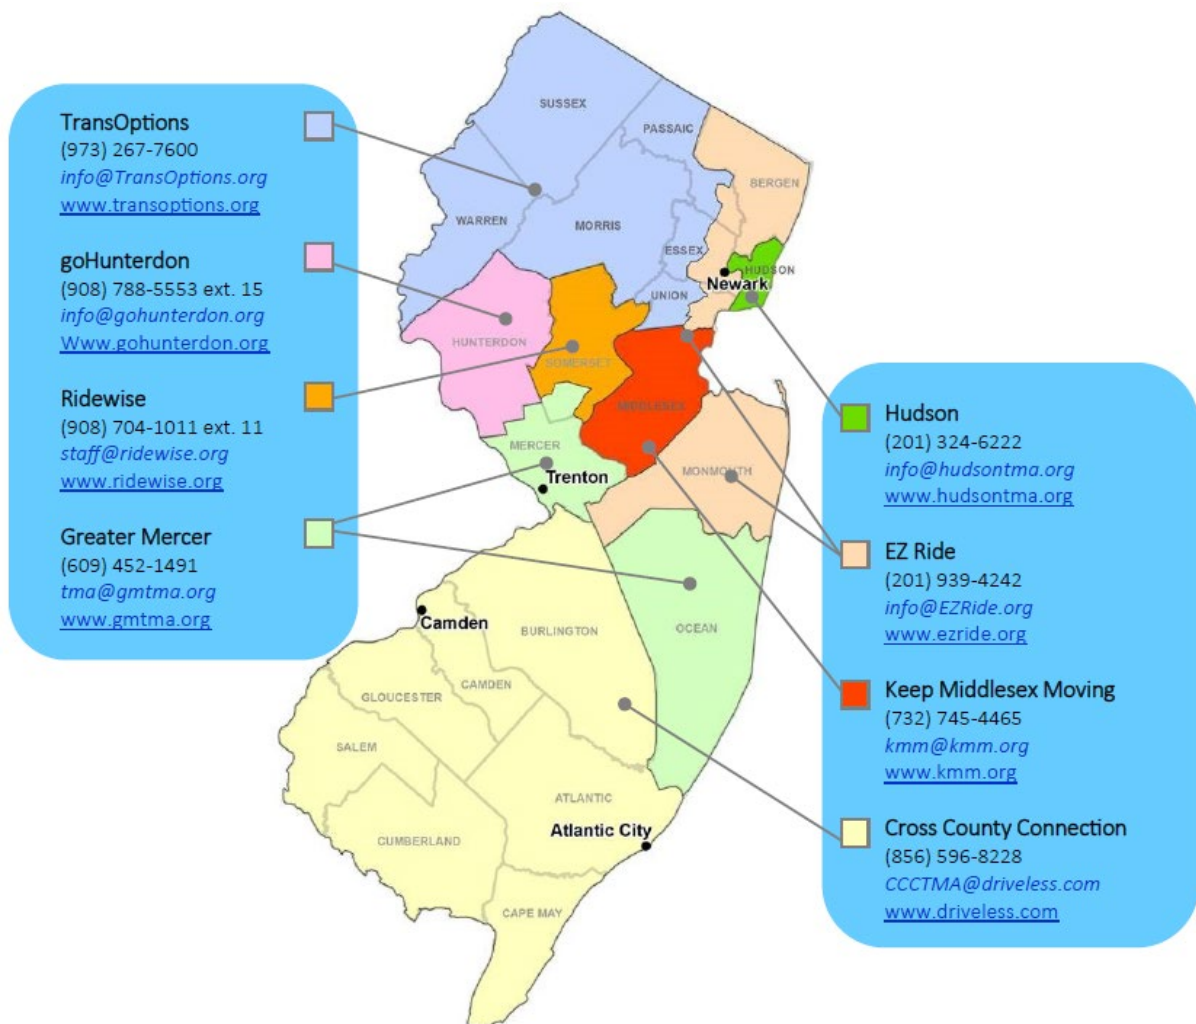 TransOptions
(973) 267-7600
info@TransOptions.org
www.transoptions.org
goHunterdon
(908) 788-5553 ext. 15
info@gohunterdon.org
Www.gohunterdon.org
Ridewise
(908) 704-1011 ext. 11
staff@ridewise.org
www.ridewise.org
Greater Mercer
(609) 452-1491
tma@gmtma.org
www.gmtma.org
SUSSEX
PASSAIC
BERGEN
WARREN
MORRIS
ESSEX
HUDSON
Newark
UNION
HUNTERDON
SOMERSET
MIDDLESEX
MERCER
MONMOUTH
Trenton
Camden
BURLINGTON
OCEAN
CAMDEN
GLOUCESTER
SALEM
ATLANTIC
Atlantic City
CUMBERLAND
CAPE MAY
Hudson
(201) 324-6222
info@hudsontma.org
www.hudsontma.org
EZ Ride
(201) 939-4242
info@EZRide.org
www.ezride.org
Keep Middlesex Moving
(732) 745-4465
kmm@kmm.org
www.kmm.org
Cross County Connection
(856) 596-8228
CCCTMA@driveless.com
www.driveless.com